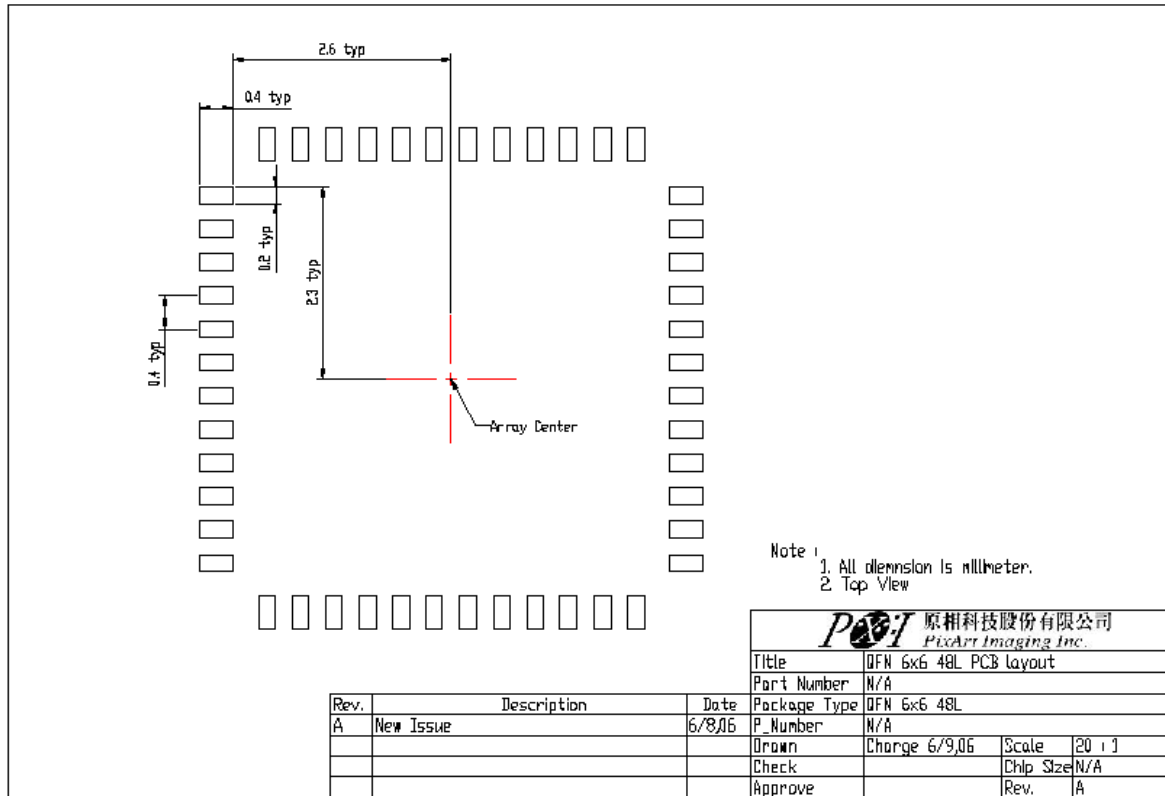 2.6 typ
0.4 typ
0.2 typ
2.3 typ
0.4 typ
Array Center
Note :
1. All diemnsion is millimeter.
2. Top View
PixArt 原相科技股份有限公司
PixArt Imaging Inc.
Title QFN 6x6 48L PCB layout
Part Number N/A
Package Type QFN 6x6 48L
P_Number N/A
Drawn Charge 6/9,06 Scale 20 : 1
Check Chip Size N/A
Approve Rev. A
Rev. Description Date
A New Issue 6/8,06